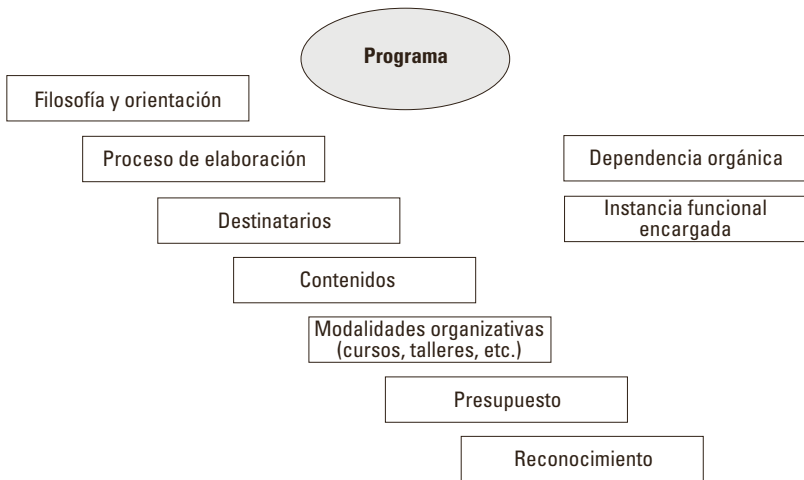 Programa
Filosofía y orientación
Proceso de elaboración
Dependencia orgánica
Destinatarios
Instancia funcional
encargada
Contenidos
Modalidades organizativas
(cursos, talleres, etc.)
Presupuesto
Reconocimiento